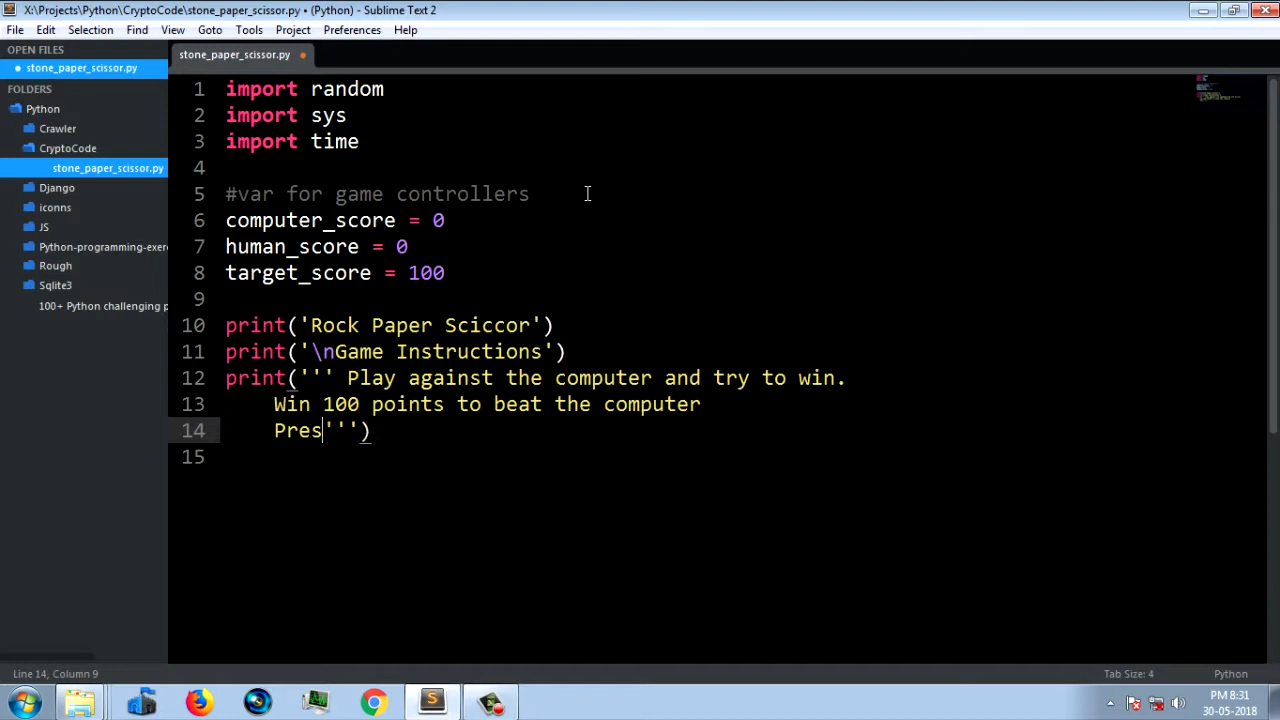 X:\Projects\Python\CryptoCode\stone_paper_scissor.py • (Python) - Sublime Text 2
File Edit Selection Find View Goto Tools Project Preferences Help
OPEN FILES
stone_paper_scissor.py
FOLDERS
Python
Crawler
CryptoCode
stone_paper_scissor.py
Django
iconns
JS
Python-programming-exer
Rough
Sqlite3
100+ Python challenging p
stone_paper_scissor.py
1 import random
2 import sys
3 import time
4
5 #var for game controllers
6 computer_score = 0
7 human_score = 0
8 target_score = 100
9
10 print('Rock Paper Sciccor')
11 print('\nGame Instructions')
12 print(''' Play against the computer and try to win.
13 Win 100 points to beat the computer
14 Pres''')
15
Line 14, Column 9
Tab Size: 4
Python
PM 8:31
30-05-2018